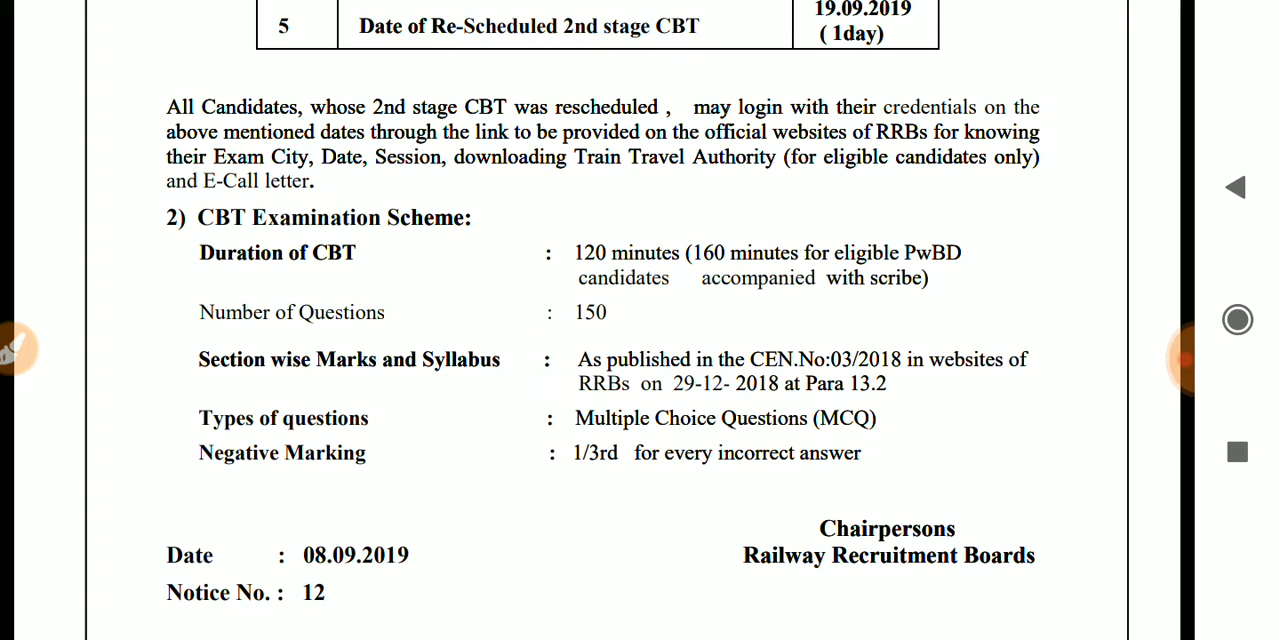 19.09.2019
5 Date of Re-Scheduled 2nd stage CBT ( 1day)
All Candidates, whose 2nd stage CBT was rescheduled , may login with their credentials on the
above mentioned dates through the link to be provided on the official websites of RRBs for knowing
their Exam City, Date, Session, downloading Train Travel Authority (for eligible candidates only)
and E-Call letter.
2) CBT Examination Scheme:
Duration of CBT : 120 minutes (160 minutes for eligible PwBD
candidates accompanied with scribe)
Number of Questions : 150
Section wise Marks and Syllabus : As published in the CEN.No:03/2018 in websites of
RRBs on 29-12- 2018 at Para 13.2
Types of questions : Multiple Choice Questions (MCQ)
Negative Marking : 1/3rd for every incorrect answer
Chairpersons
Date : 08.09.2019 Railway Recruitment Boards
Notice No. : 12